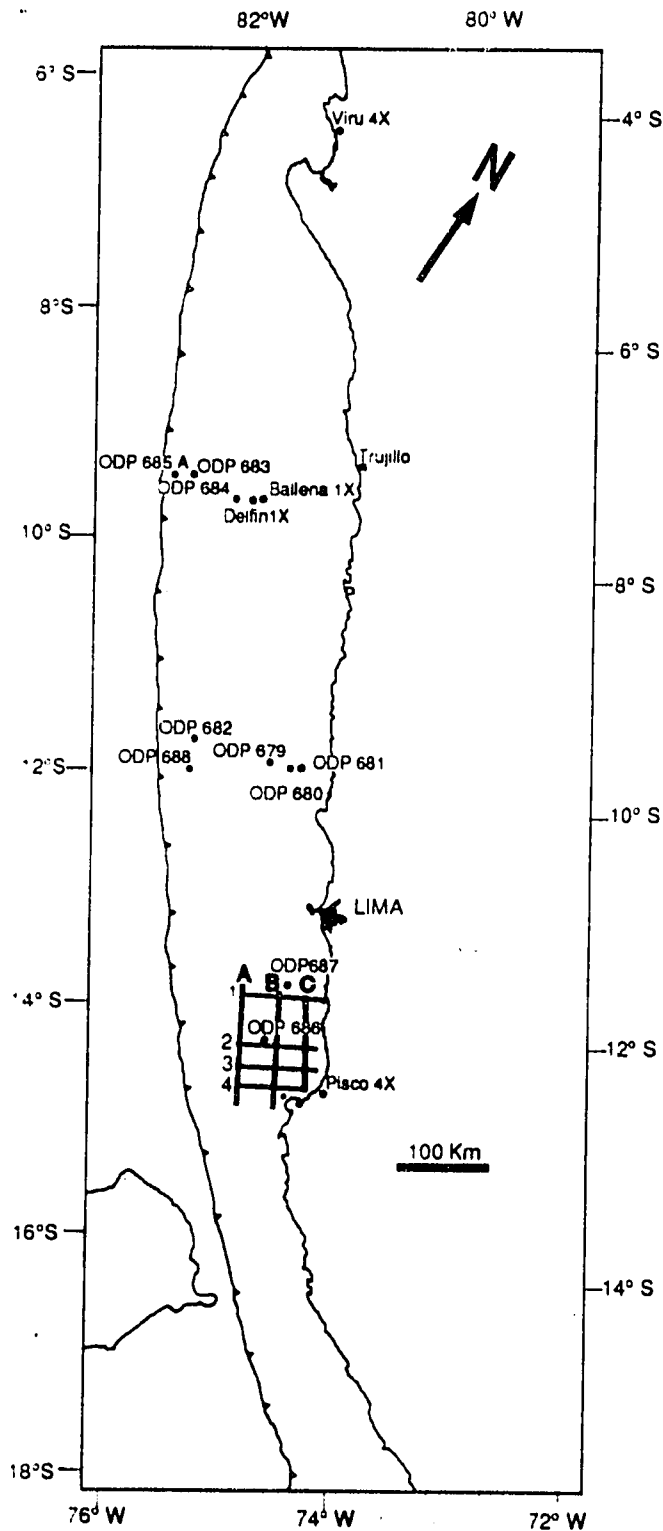 82°W 80° W
6° S
4° S
Viru 4X
N
8°S
6° S
Trujillo
ODP 685 A ODP 683
ODP 684 Ballena 1X
Delfin1X
10° S
8° S
ODP 682
ODP 679
ODP 688 ODP 681
12°S
ODP 680
10° S
LIMA
ODP687
A B C
1
14°S
ODP 686
2
12° S
3
4 Pisco 4X
100 Km
16°S
14° S
18°S
76° W 74° W 72° W